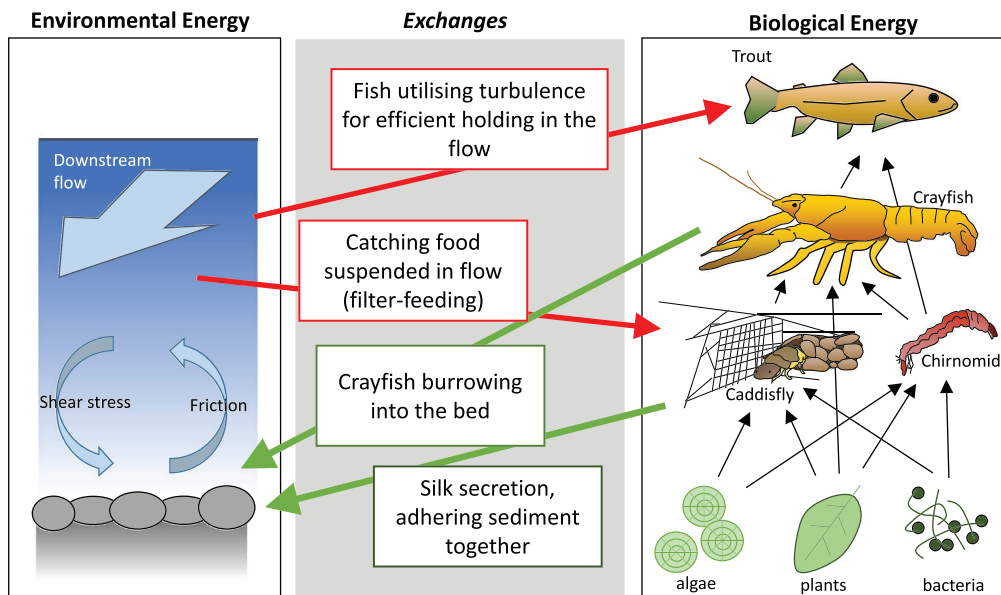 Environmental Energy
Exchanges
Biological Energy
Downstream
flow
Shear stress
Friction
Fish utilising turbulence
for efficient holding in the
flow
Catching food
suspended in flow
(filter-feeding)
Crayfish burrowing
into the bed
Silk secretion,
adhering sediment
together
Trout
Crayfish
Chirnomid
Caddisfly
algae
plants
bacteria